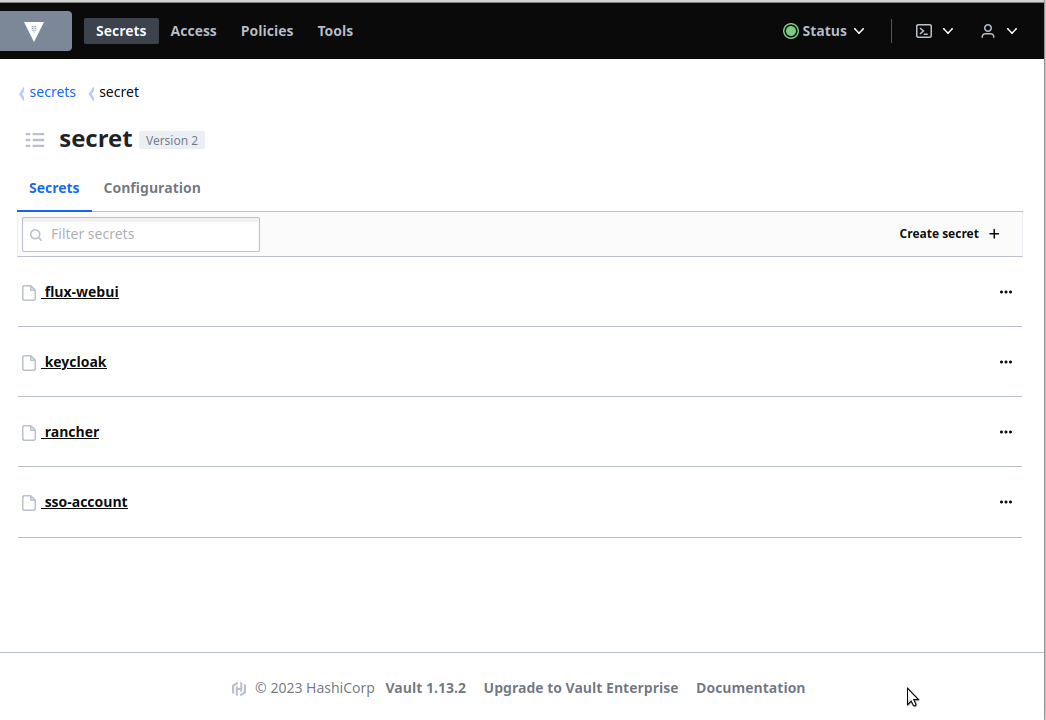 Secrets Access Policies Tools Status
secrets secret
secret Version 2
Secrets Configuration
Filter secrets Create secret
flux-webui
keycloak
rancher
sso-account
© 2023 HashiCorp Vault 1.13.2 Upgrade to Vault Enterprise Documentation